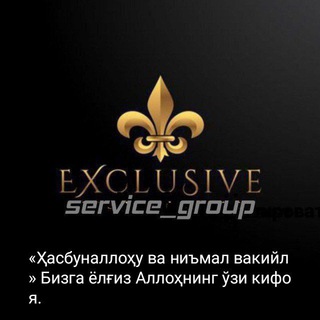 EXCLUSIVE
service_group
«Ҳасбуналлоҳу ва ниъмал вакийл
» Бизга ёлғиз Аллоҳнинг ўзи кифо
я.